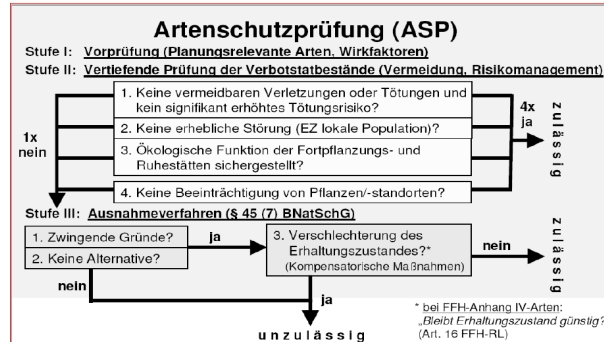 Artenschutzprüfung (ASP)
Stufe I: Vorprüfung (Planungsrelevante Arten, Wirkfaktoren)
Stufe II: Vertiefende Prüfung der Verbotstatbestände (Vermeidung, Risikomanagement)
1. Keine vermeidbaren Verletzungen oder Tötungen und
kein signifikant erhöhtes Tötungsrisiko?
2. Keine erhebliche Störung (EZ lokale Population)?
3. Ökologische Funktion der Fortpflanzungs- und
Ruhestätten sichergestellt?
4. Keine Beeinträchtigung von Pflanzen/-standorten?
1x
nein
4x
ja
zulässig
Stufe III: Ausnahmeverfahren (§ 45 (7) BNatSchG)
1. Zwingende Gründe?
2. Keine Alternative?
ja
3. Verschlechterung des
Erhaltungszustandes?*
(Kompensatorische Maßnahmen)
nein
zulässig
nein
ja
unzulässig
* bei FFH-Anhang IV-Arten:
„Bleibt Erhaltungszustand günstig?
(Art. 16 FFH-RL)